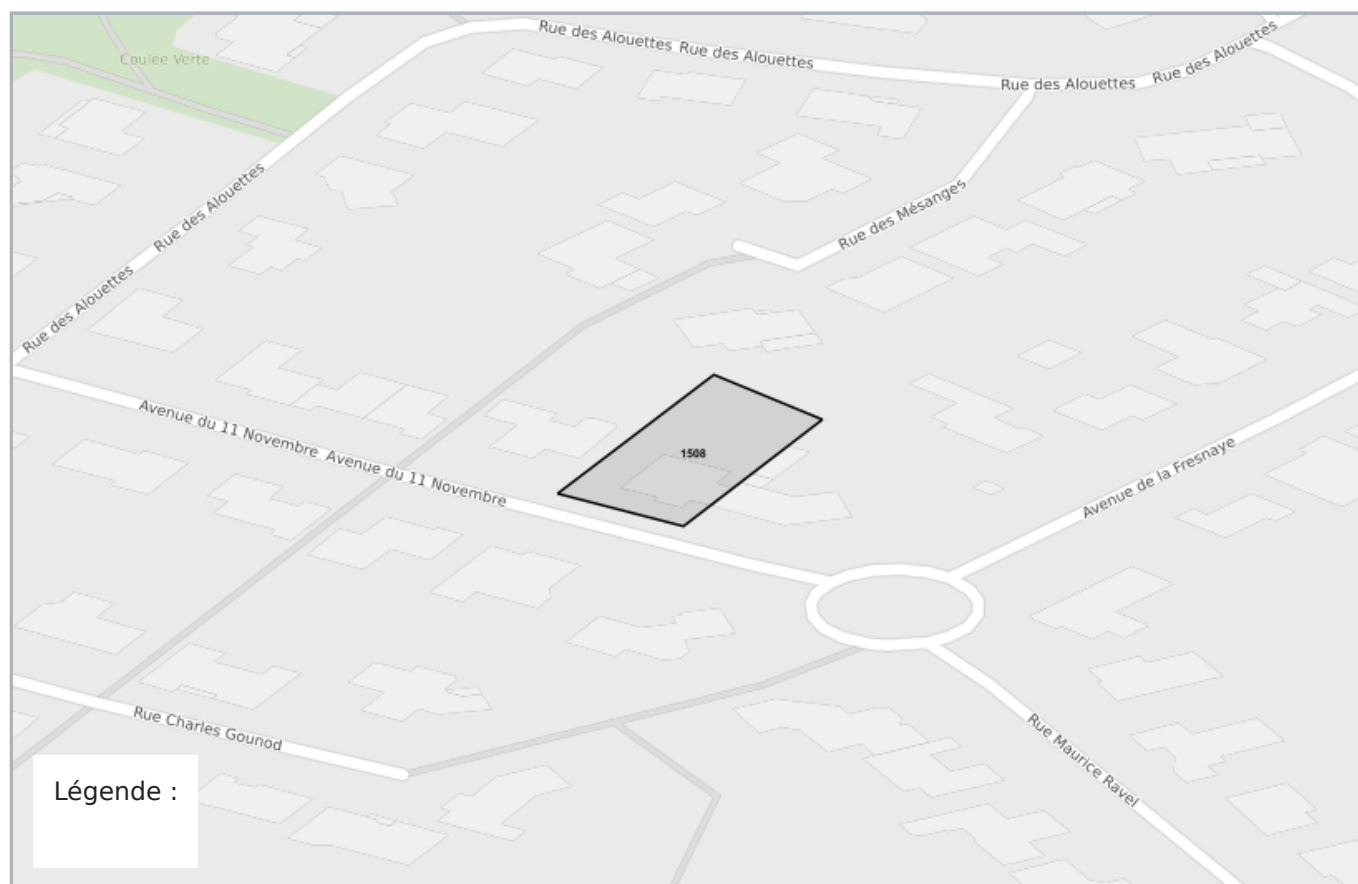 Rue des Alouettes Rue des Alouettes
Rue des Alouettes
Rue des Alouettes
Coulée Verte
Rue des Alouettes
Rue des Mésanges
Rue des Alouettes
Avenue du 11 Novembre Avenue du 11 Novembre
1508
Avenue de la Fresnaye
Rue Charles Gounod
Rue Maurice Ravel
Légende :